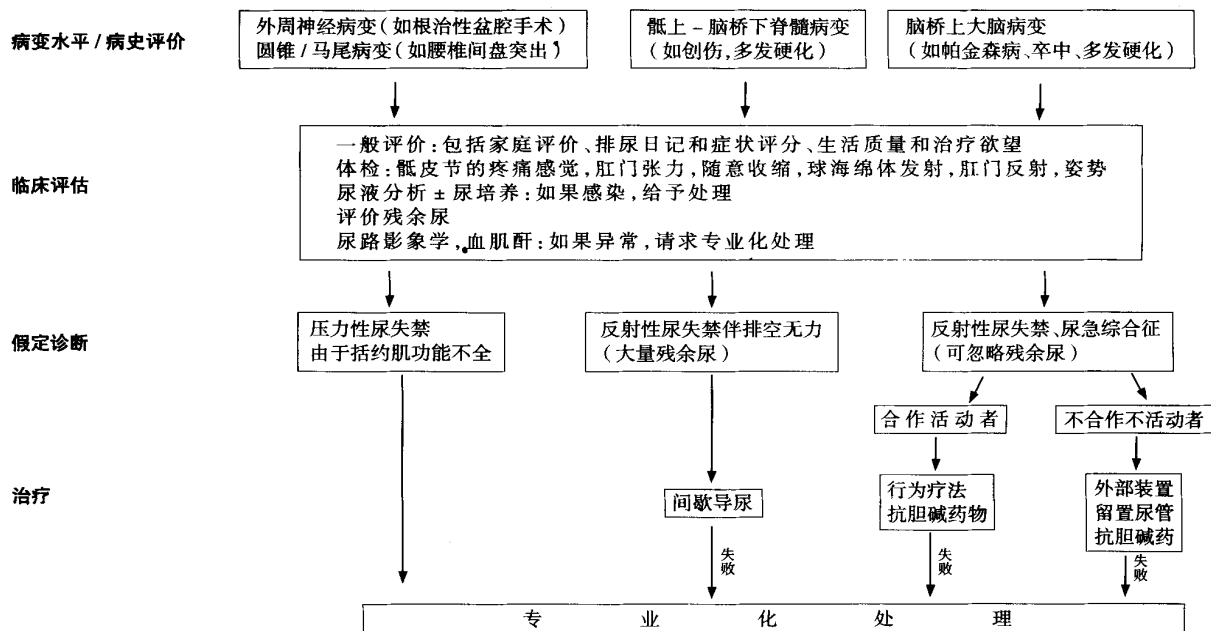 病变水平/病史评价
外周神经病变(如根治性盆腔手术)
圆锥/马尾病变(如腰椎间盘突出)
骶上-脑桥下脊髓病变
(如创伤,多发硬化)
脑桥上大脑病变
(如帕金森病、卒中、多发硬化)
临床评估
一般评价:包括家庭评价、排尿日记和症状评分、生活质量和治疗欲望
体检:骶皮节的疼痛感觉,肛门张力,随意收缩,球海绵体发射,肛门反射,姿势
尿液分析±尿培养:如果感染,给予处理
评价残余尿
尿路影象学,血肌酐:如果异常,请求专业化处理
假定诊断
压力性尿失禁
由于括约肌功能不全
反射性尿失禁伴排空无力
(大量残余尿)
反射性尿失禁、尿急综合征
(可忽略残余尿)
合作活动者
不合作不活动者
治疗
间歇导尿
行为疗法
抗胆碱药物
外部装置
留置尿管
抗胆碱药
失败
失败
失败
专业化处理